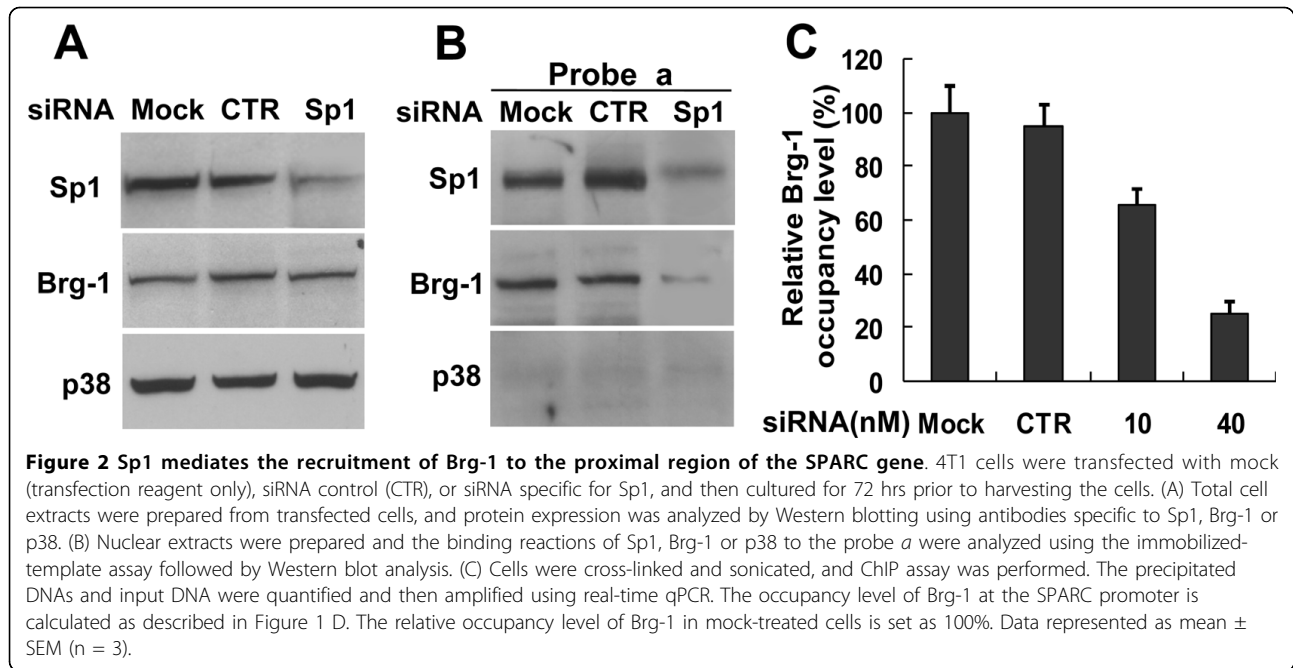 A
siRNA Mock CTR Sp1
Sp1
Brg-1
p38
B
Probe a
siRNA Mock CTR Sp1
Sp1
Brg-1
p38
C
Relative Brg-1
occupancy level (%)
120
100
80
60
40
20
0
siRNA(nM) Mock CTR 10 40
Figure 2 Sp1 mediates the recruitment of Brg-1 to the proximal region of the SPARC gene. 4T1 cells were transfected with mock
(transfection reagent only), siRNA control (CTR), or siRNA specific for Sp1, and then cultured for 72 hrs prior to harvesting the cells. (A) Total cell
extracts were prepared from transfected cells, and protein expression was analyzed by Western blotting using antibodies specific to Sp1, Brg-1 or
p38. (B) Nuclear extracts were prepared and the binding reactions of Sp1, Brg-1 or p38 to the probe a were analyzed using the immobilized-
template assay followed by Western blot analysis. (C) Cells were cross-linked and sonicated, and ChIP assay was performed. The precipitated
DNAs and input DNA were quantified and then amplified using real-time qPCR. The occupancy level of Brg-1 at the SPARC promoter is
calculated as described in Figure 1 D. The relative occupancy level of Brg-1 in mock-treated cells is set as 100%. Data represented as mean ±
SEM (n = 3).